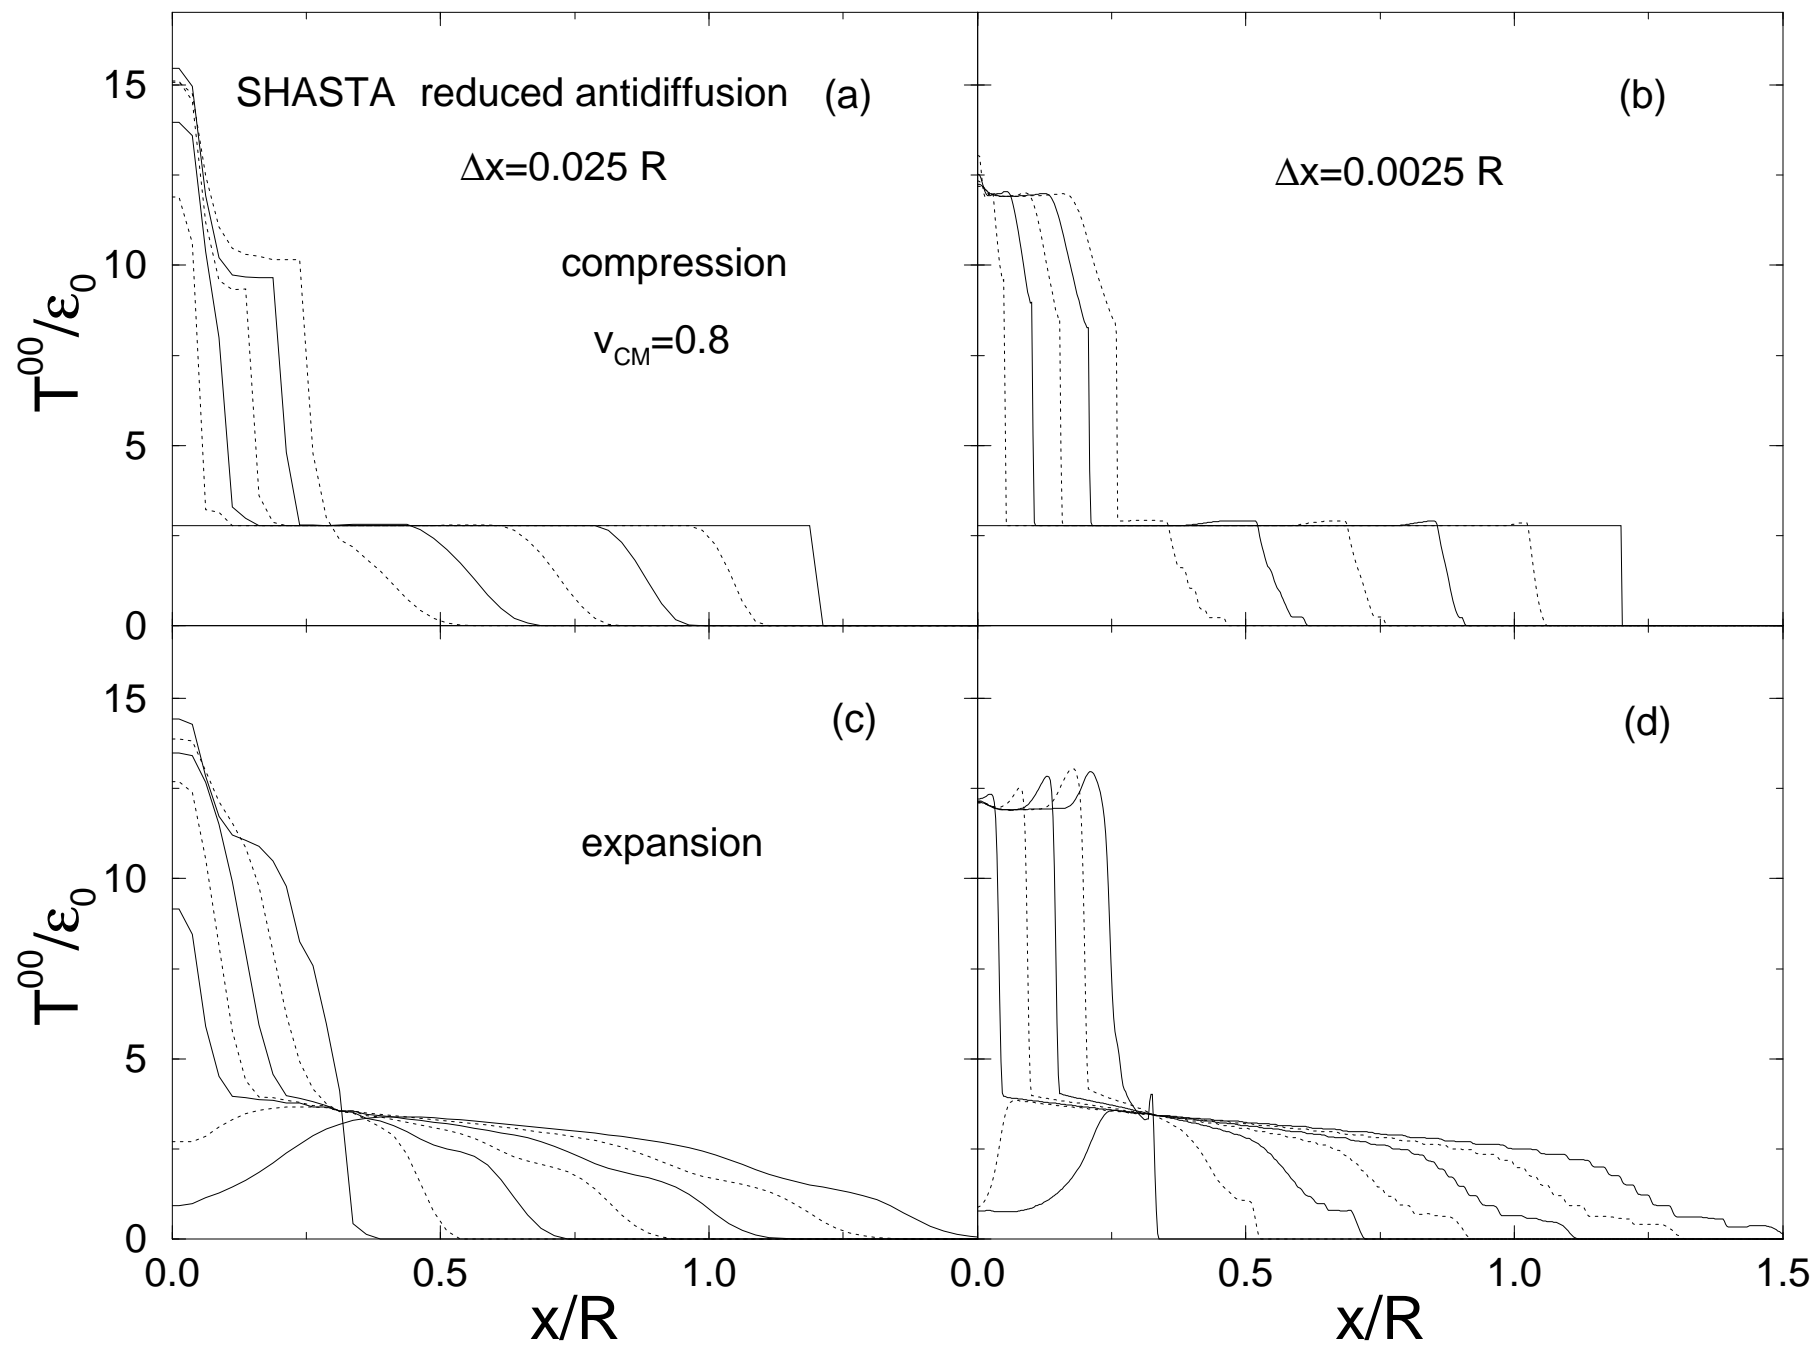 SHASTA reduced antidiffusion (a)
Δx=0.025 R
compression
v_CM=0.8
(b)
Δx=0.0025 R
T^00/ε_0
15
10
5
0
(c)
expansion
(d)
T^00/ε_0
15
10
5
0
0.0 0.5 1.0 0.0 0.5 1.0 1.5
x/R x/R